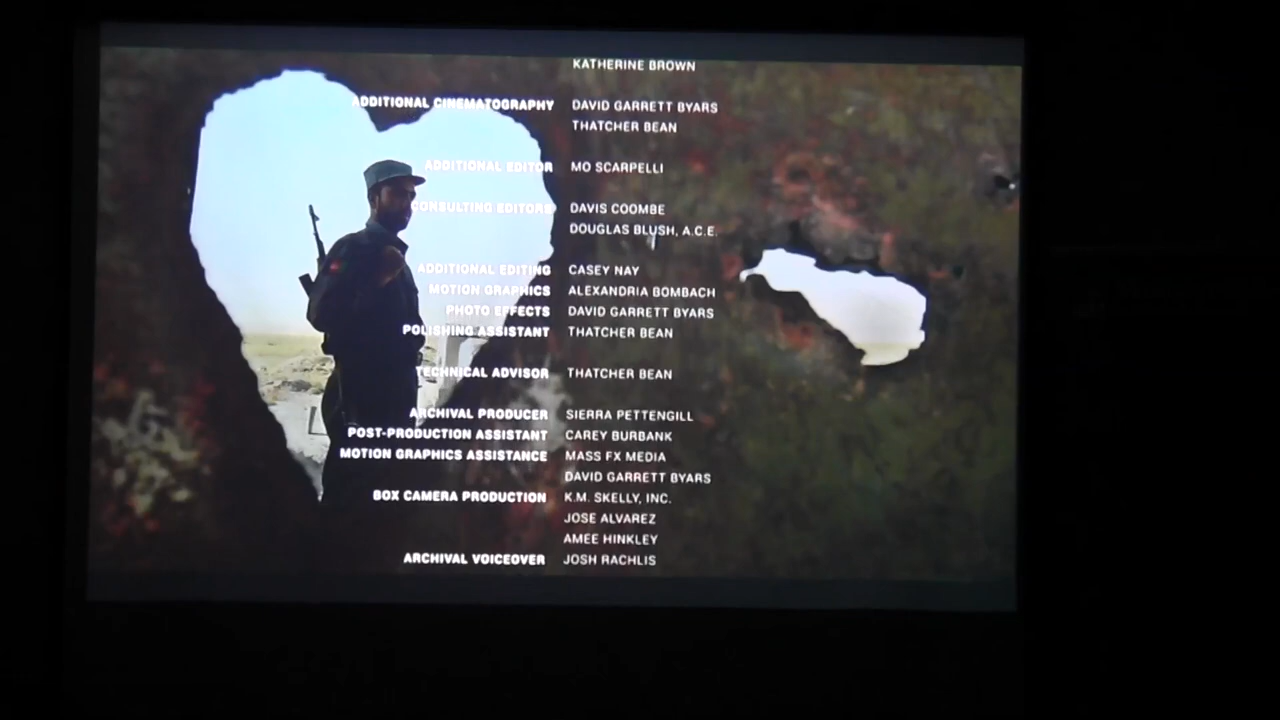 KATHERINE BROWN
ADDITIONAL CINEMATOGRAPHY DAVID GARRETT BYARS
THATCHER BEAN
ADDITIONAL EDITOR MO SCARPELLI
CONSULTING EDITORS DAVIS COOMBE
DOUGLAS BLUSH, A.C.E.
ADDITIONAL EDITING CASEY NAY
MOTION GRAPHICS ALEXANDRIA BOMBACH
PHOTO EFFECTS DAVID GARRETT BYARS
POLISHING ASSISTANT THATCHER BEAN
TECHNICAL ADVISOR THATCHER BEAN
ARCHIVAL PRODUCER SIERRA PETTENGILL
POST-PRODUCTION ASSISTANT CAREY BURBANK
MOTION GRAPHICS ASSISTANCE MASS FX MEDIA
DAVID GARRETT BYARS
BOX CAMERA PRODUCTION K.M. SKELLY, INC.
JOSE ALVAREZ
AMEE HINKLEY
ARCHIVAL VOICEOVER JOSH RACHLIS